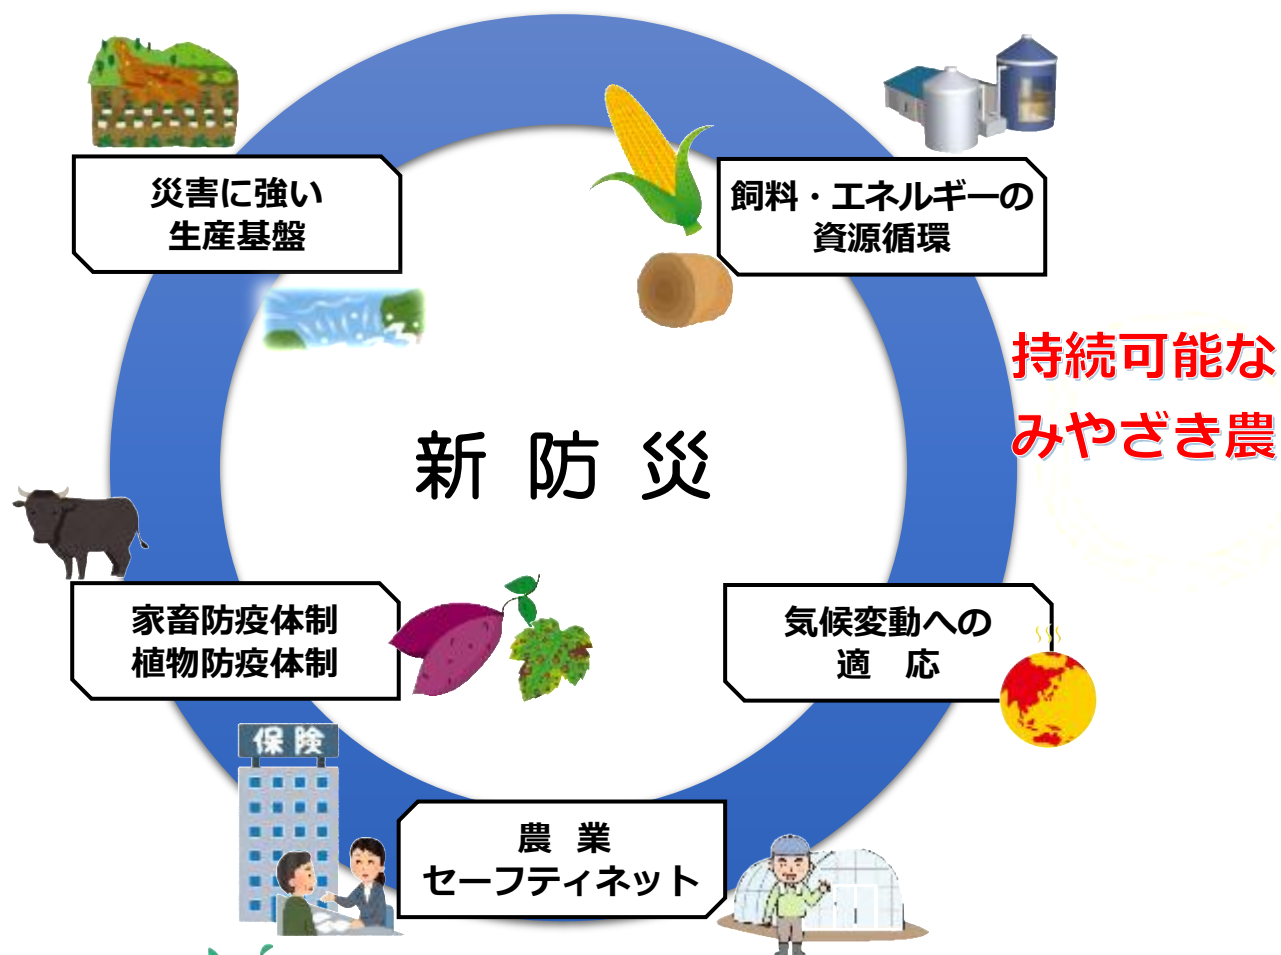 災害に強い
生産基盤
飼料・エネルギーの
資源循環
持続可能な
みやざき農
新 防 災
家畜防疫体制
植物防疫体制
気候変動への
適 応
保 険
農 業
セーフティネット